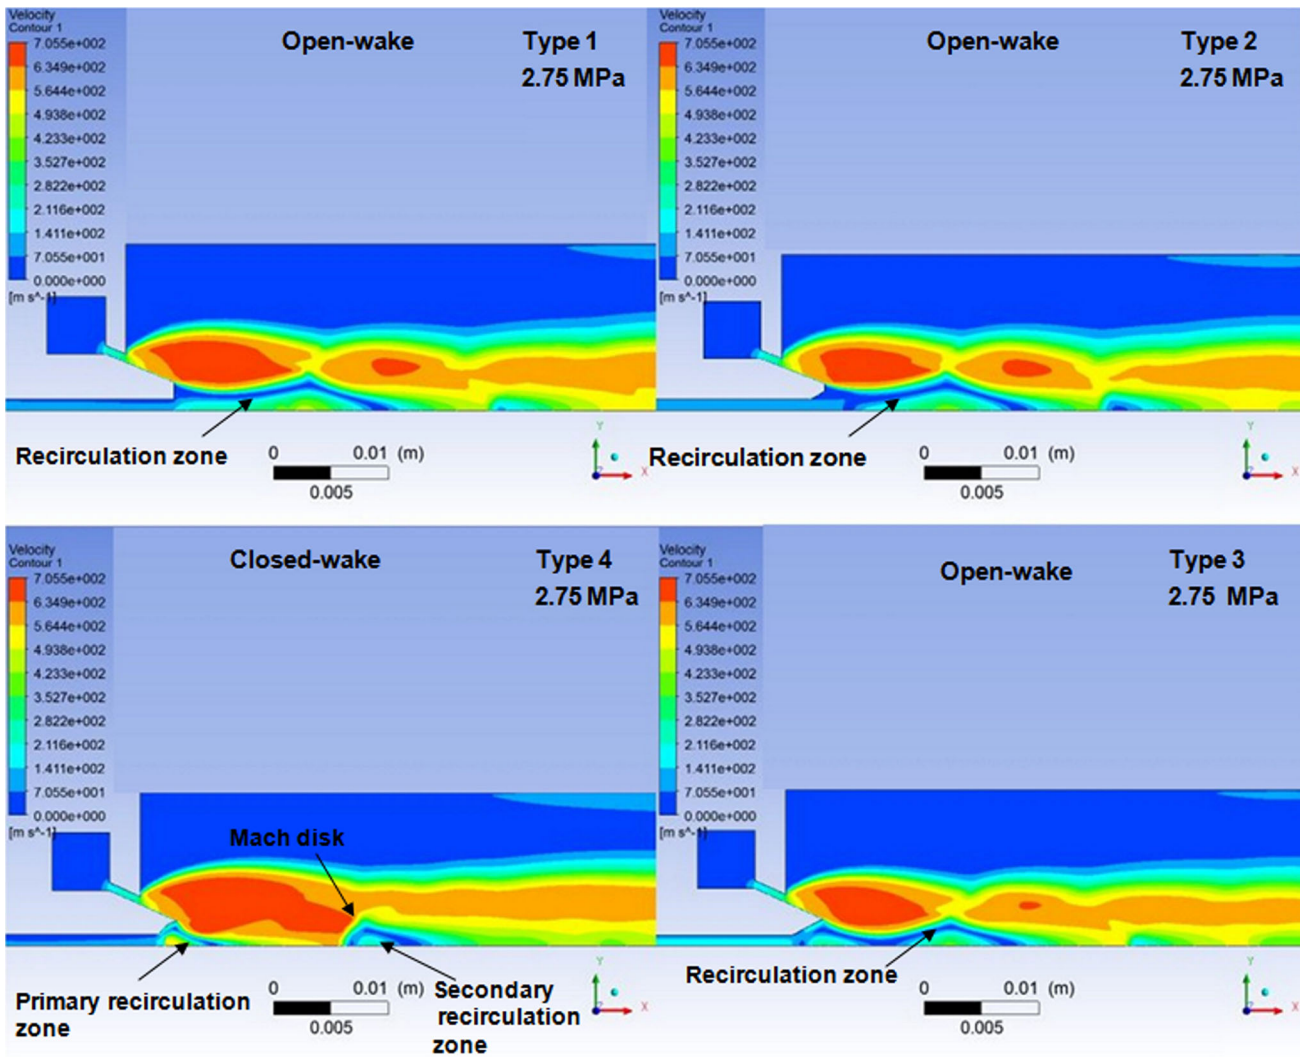 Velocity
Contour 1
7.055e+002
6.349e+002
5.644e+002
4.938e+002
4.233e+002
3.527e+002
2.822e+002
2.116e+002
1.411e+002
7.055e+001
0.000e+000
[m s^-1]
Open-wake
Type 1
2.75 MPa
Recirculation zone
0 0.01 (m)
0.005
Y
X
Z
Velocity
Contour 1
7.055e+002
6.349e+002
5.644e+002
4.938e+002
4.233e+002
3.527e+002
2.822e+002
2.116e+002
1.411e+002
7.055e+001
0.000e+000
[m s^-1]
Open-wake
Type 2
2.75 MPa
Recirculation zone
0 0.01 (m)
0.005
Y
X
Z
Velocity
Contour 1
7.055e+002
6.349e+002
5.644e+002
4.938e+002
4.233e+002
3.527e+002
2.822e+002
2.116e+002
1.411e+002
7.055e+001
0.000e+000
[m s^-1]
Closed-wake
Type 4
2.75 MPa
Mach disk
Primary recirculation
zone
0 0.01 (m)
0.005
Secondary
recirculation
zone
Y
X
Z
Velocity
Contour 1
7.055e+002
6.349e+002
5.644e+002
4.938e+002
4.233e+002
3.527e+002
2.822e+002
2.116e+002
1.411e+002
7.055e+001
0.000e+000
[m s^-1]
Open-wake
Type 3
2.75 MPa
Recirculation zone
0 0.01 (m)
0.005
Y
X
Z